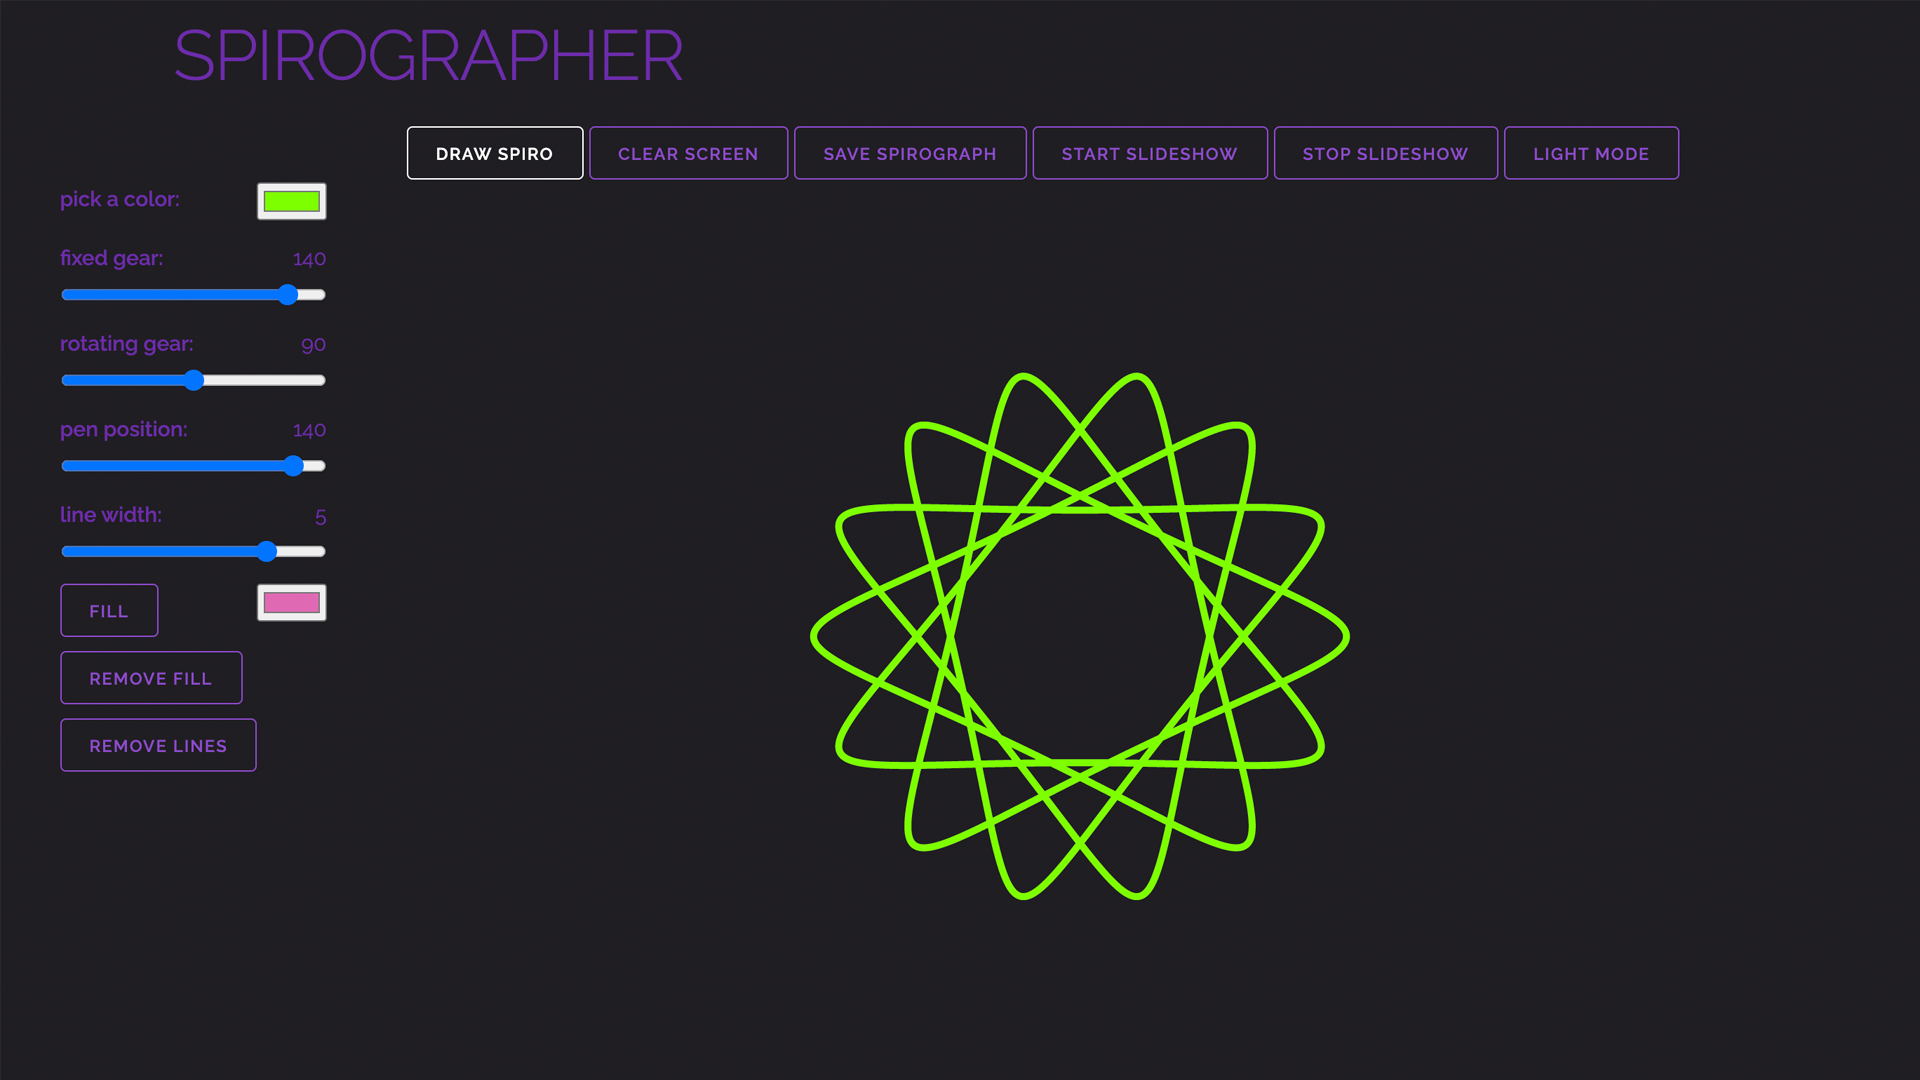 SPIROGRAPHER
DRAW SPIRO CLEAR SCREEN SAVE SPIROGRAPH START SLIDESHOW STOP SLIDESHOW LIGHT MODE
pick a color:
fixed gear: 140
rotating gear: 90
pen position: 140
line width: 5
FILL
REMOVE FILL
REMOVE LINES